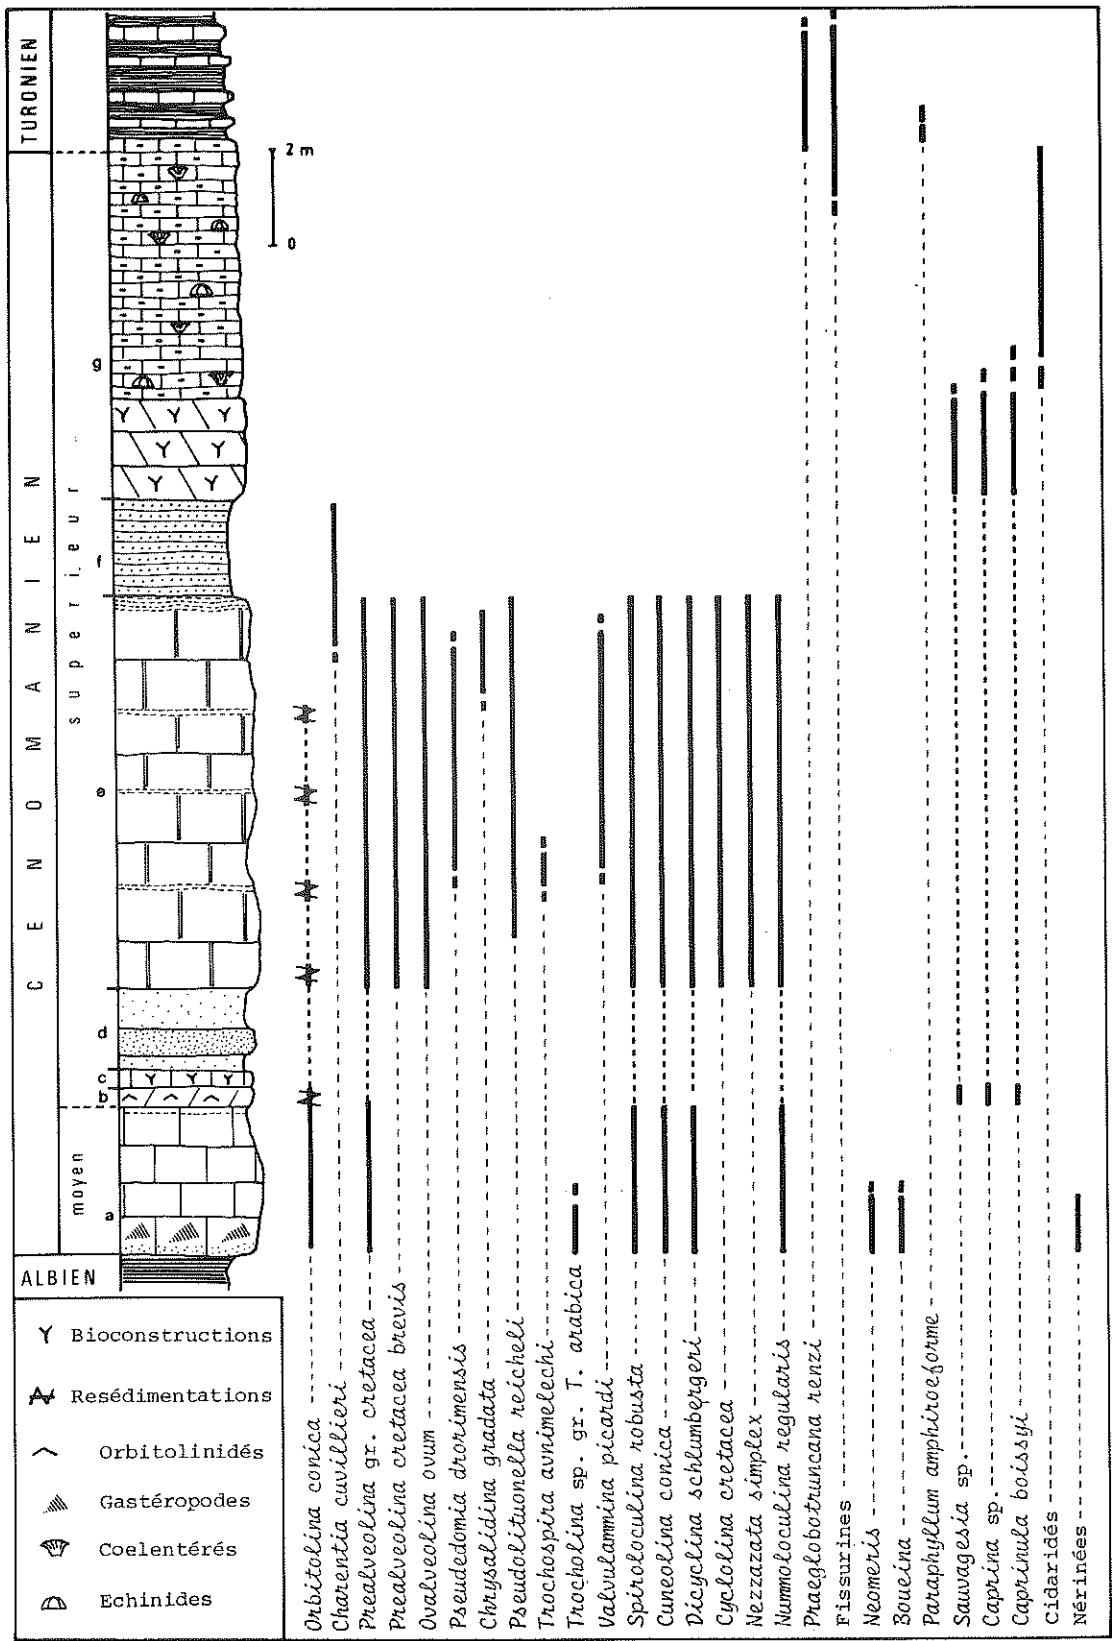 TURONIEN
CENOMANIEN
supérieur
moyen
ALBIEN
2 m
0
g
f
e
d
c
b
a
Bioconstructions
Resédimentations
Orbitolinidés
Gastéropodes
Coelentérés
Echinides
Orbitolina conica
Charentia cuvillieri
Prealveolina gr. cretacea
Prealveolina cretacea brevis
Ovalveolina ovum
Pseudedomia drorimensis
Chrysalidina gradata
Pseudolituonella reicheli
Trochospira avnimelechi
Trocholina sp. gr. T. arabica
Valvulammina picardi
Spiroloculina robusta
Cuneolina conica
Dicyclina schlumbergeri
Cyclolina cretacea
Nezzazata simplex
Nummoloculina regularis
Praeglobotruncana renzi
Fissurines
Neomeris
Boueina
Paraphyllum amphiroeforme
Sauvagesia sp.
Caprina sp.
Caprinula boissyi
Cidaridés
Nérinées